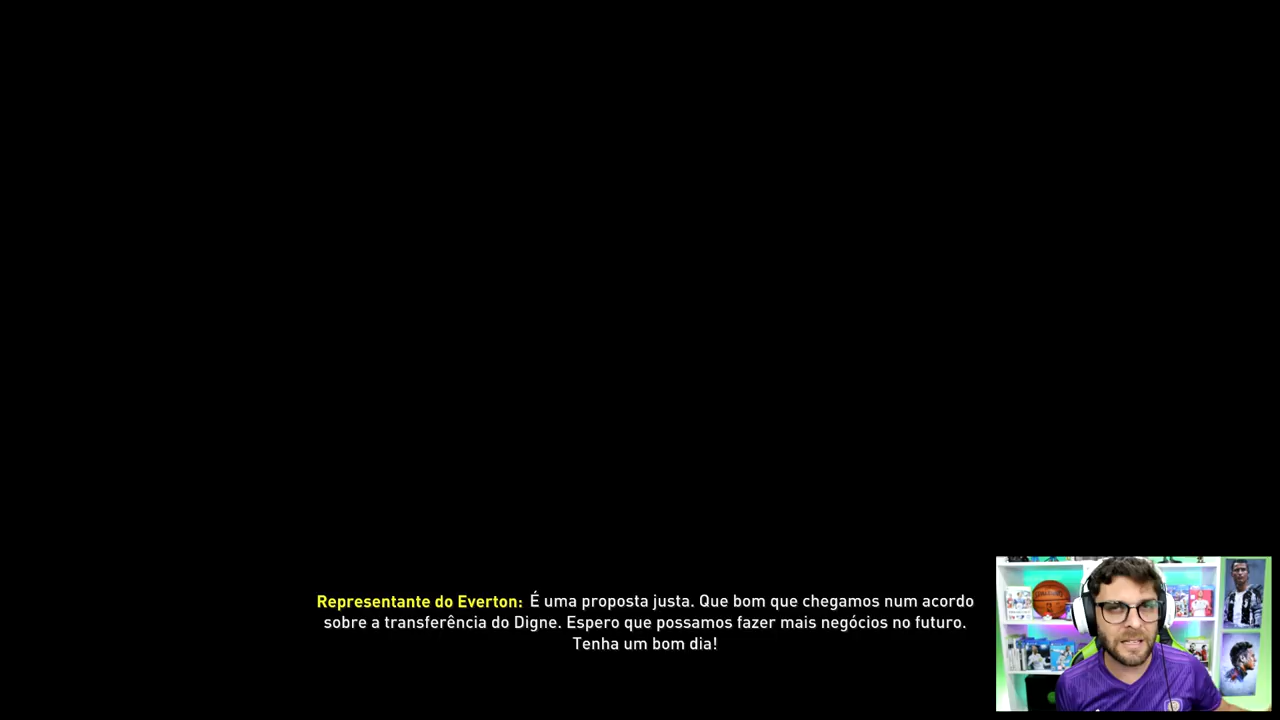 Representante do Everton: É uma proposta justa. Que bom que chegamos num acordo
sobre a transferência do Digne. Espero que possamos fazer mais negócios no futuro.
Tenha um bom dia!